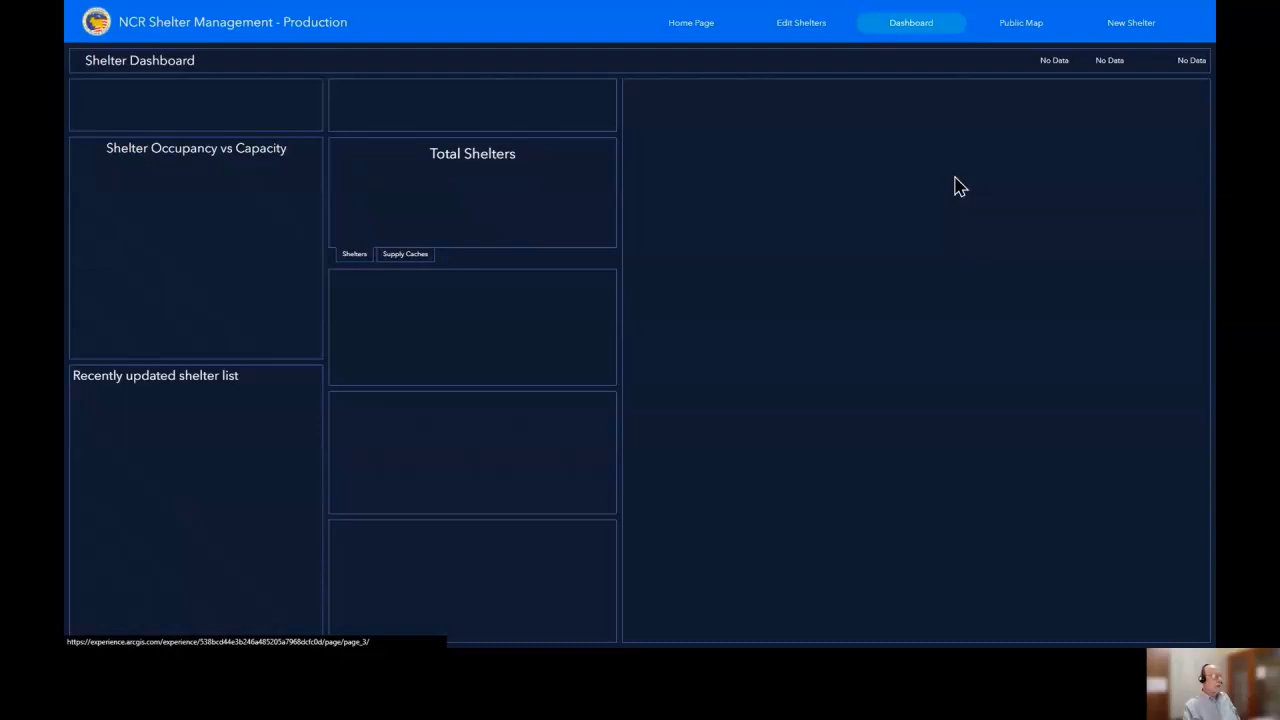 NCR Shelter Management - Production
Home Page
Edit Shelters
Dashboard
Public Map
New Shelter
Shelter Dashboard
No Data
No Data
No Data
Shelter Occupancy vs Capacity
Total Shelters
Shelters
Supply Caches
Recently updated shelter list
https://experience.arcgis.com/experience/538bcd44e3b246a485205a7968dcfc0d/page/page_3/